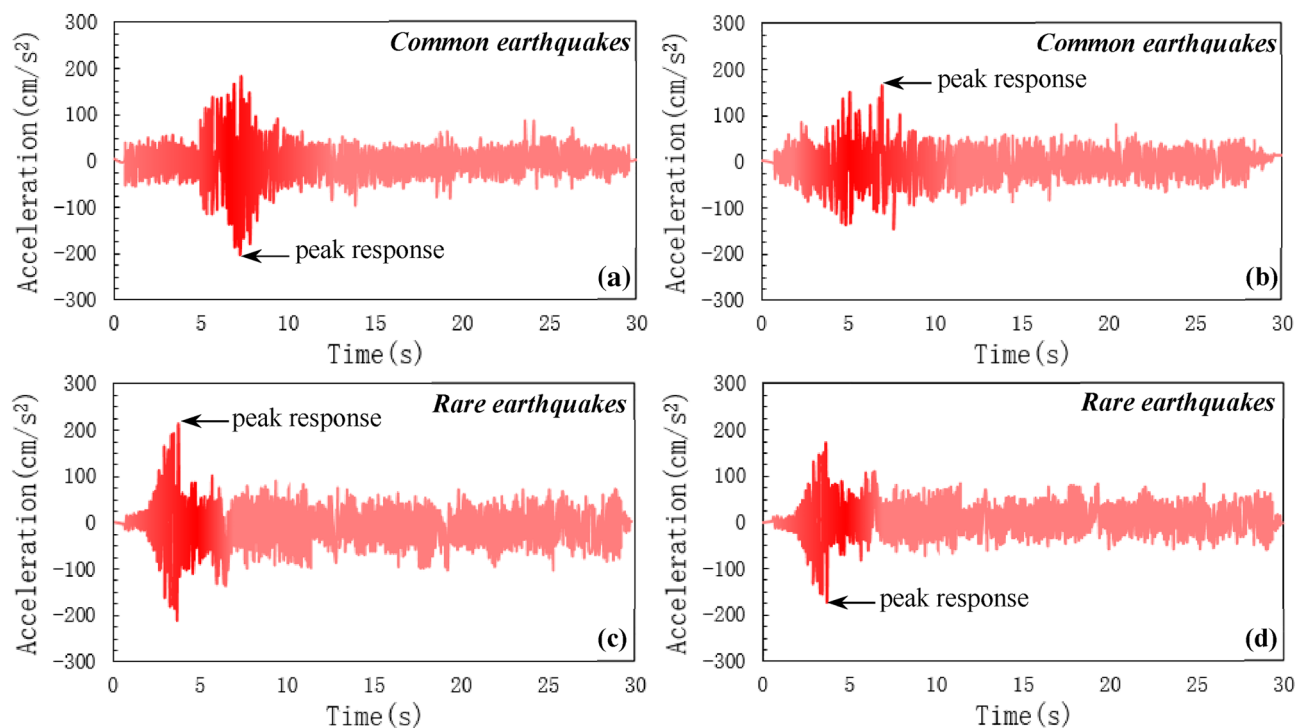 300
200
100
0
-100
-200
-300
Acceleration(cm/s²)
Common earthquakes
peak response
(a)
0 5 10 15 20 25 30
Time(s)
300
200
100
0
-100
-200
-300
Acceleration(cm/s²)
Common earthquakes
peak response
(b)
0 5 10 15 20 25 30
Time(s)
300
200
100
0
-100
-200
-300
Acceleration(cm/s²)
Rare earthquakes
peak response
(c)
0 5 10 15 20 25 30
Time(s)
300
200
100
0
-100
-200
-300
Acceleration(cm/s²)
Rare earthquakes
peak response
(d)
0 5 10 15 20 25 30
Time(s)